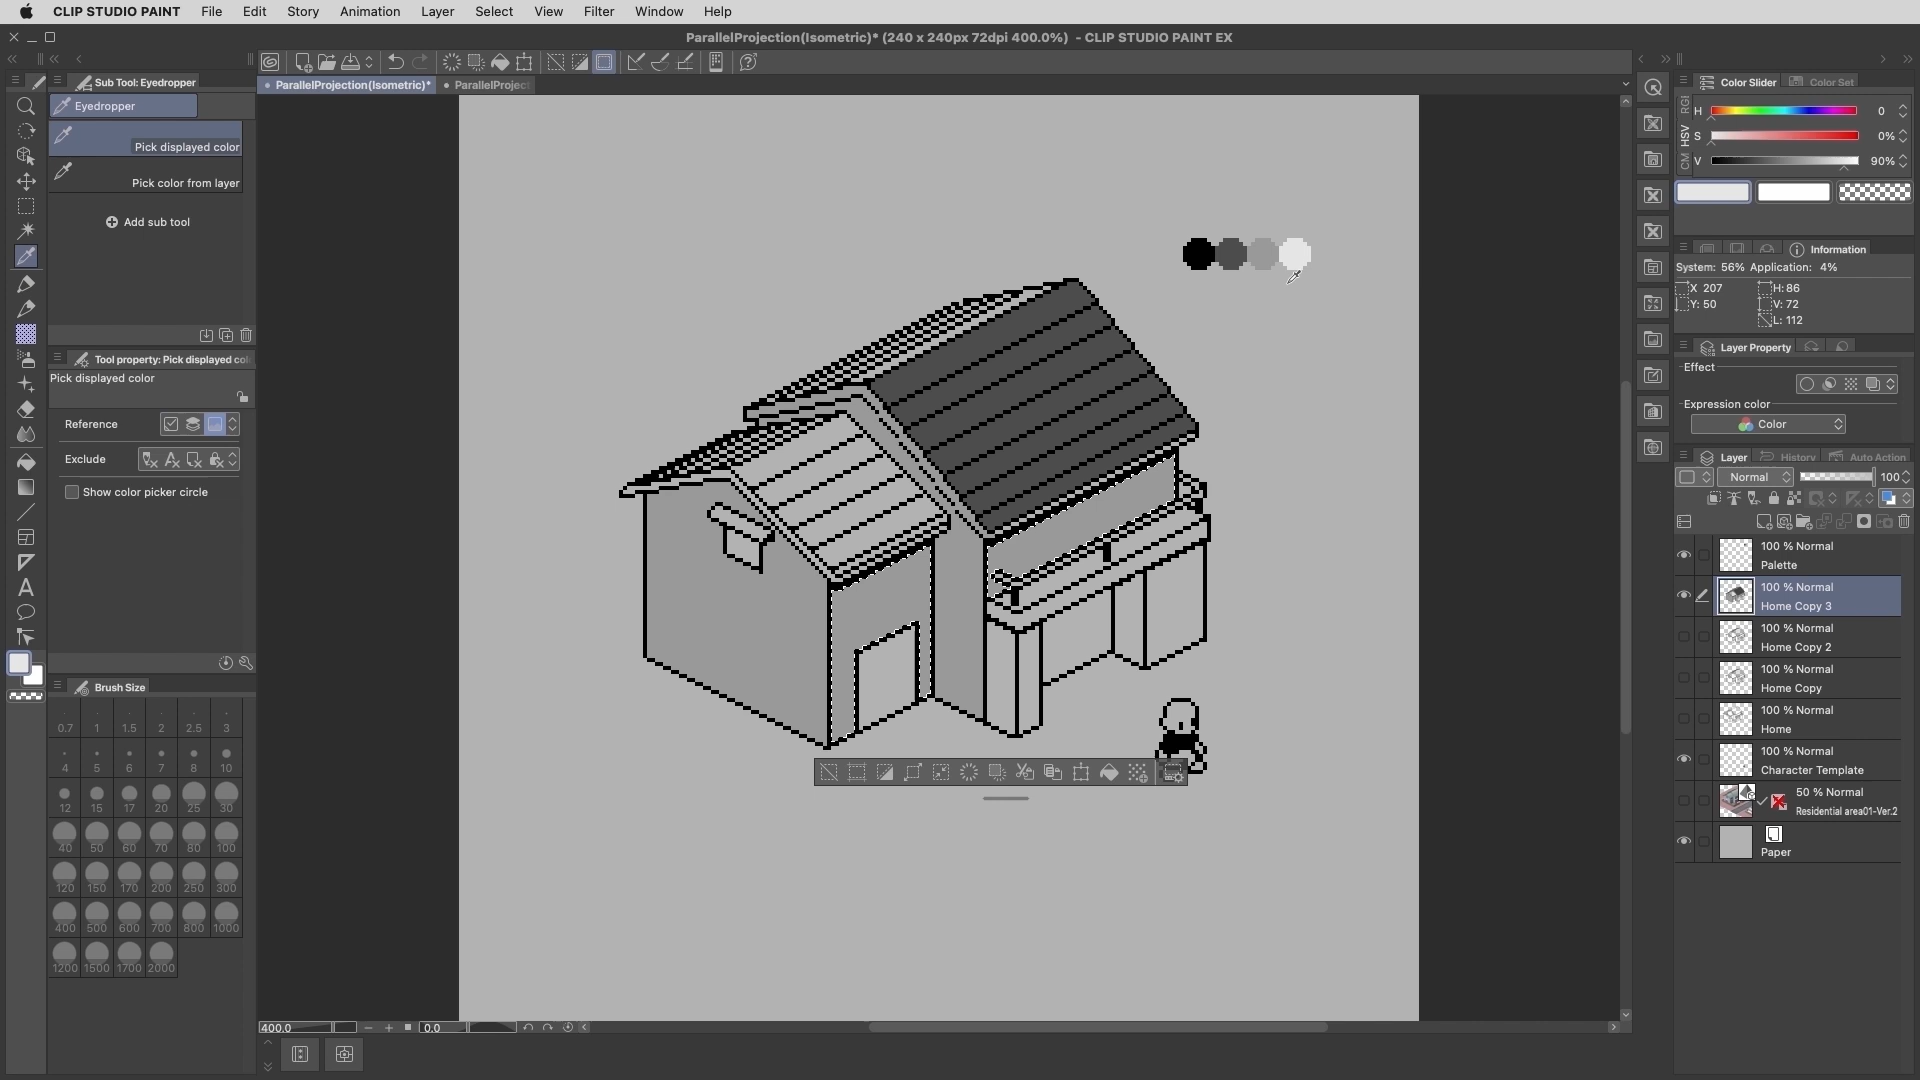 CLIP STUDIO PAINT File Edit Story Animation Layer Select View Filter Window Help
ParallelProjection(Isometric)* (240 x 240px 72dpi 400.0%) - CLIP STUDIO PAINT EX
ParallelProjection(Isometric)* ParallelProject
Sub Tool: Eyedropper
Eyedropper
Pick displayed color
Pick color from layer
Add sub tool
Tool property: Pick displayed col
Pick displayed color
Reference
Exclude
Show color picker circle
Brush Size
0.7 1 1.5 2 2.5 3
4 5 6 7 8 10
12 15 17 20 25 30
40 50 60 70 80 100
120 150 170 200 250 300
400 500 600 700 800 1000
1200 1500 1700 2000
400.0 0.0
Color Slider Color Set
RGB
HSV
CM
H 0
S 0%
V 90%
Information
System: 56% Application: 4%
X 207 H: 86
Y: 50 V: 72
L: 112
Layer Property
Effect
Expression color
Color
Layer History Auto Action
Normal 100
100 % Normal
Palette
100 % Normal
Home Copy 3
100 % Normal
Home Copy 2
100 % Normal
Home Copy
100 % Normal
Home
100 % Normal
Character Template
50 % Normal
Residential area01-Ver.2
Paper